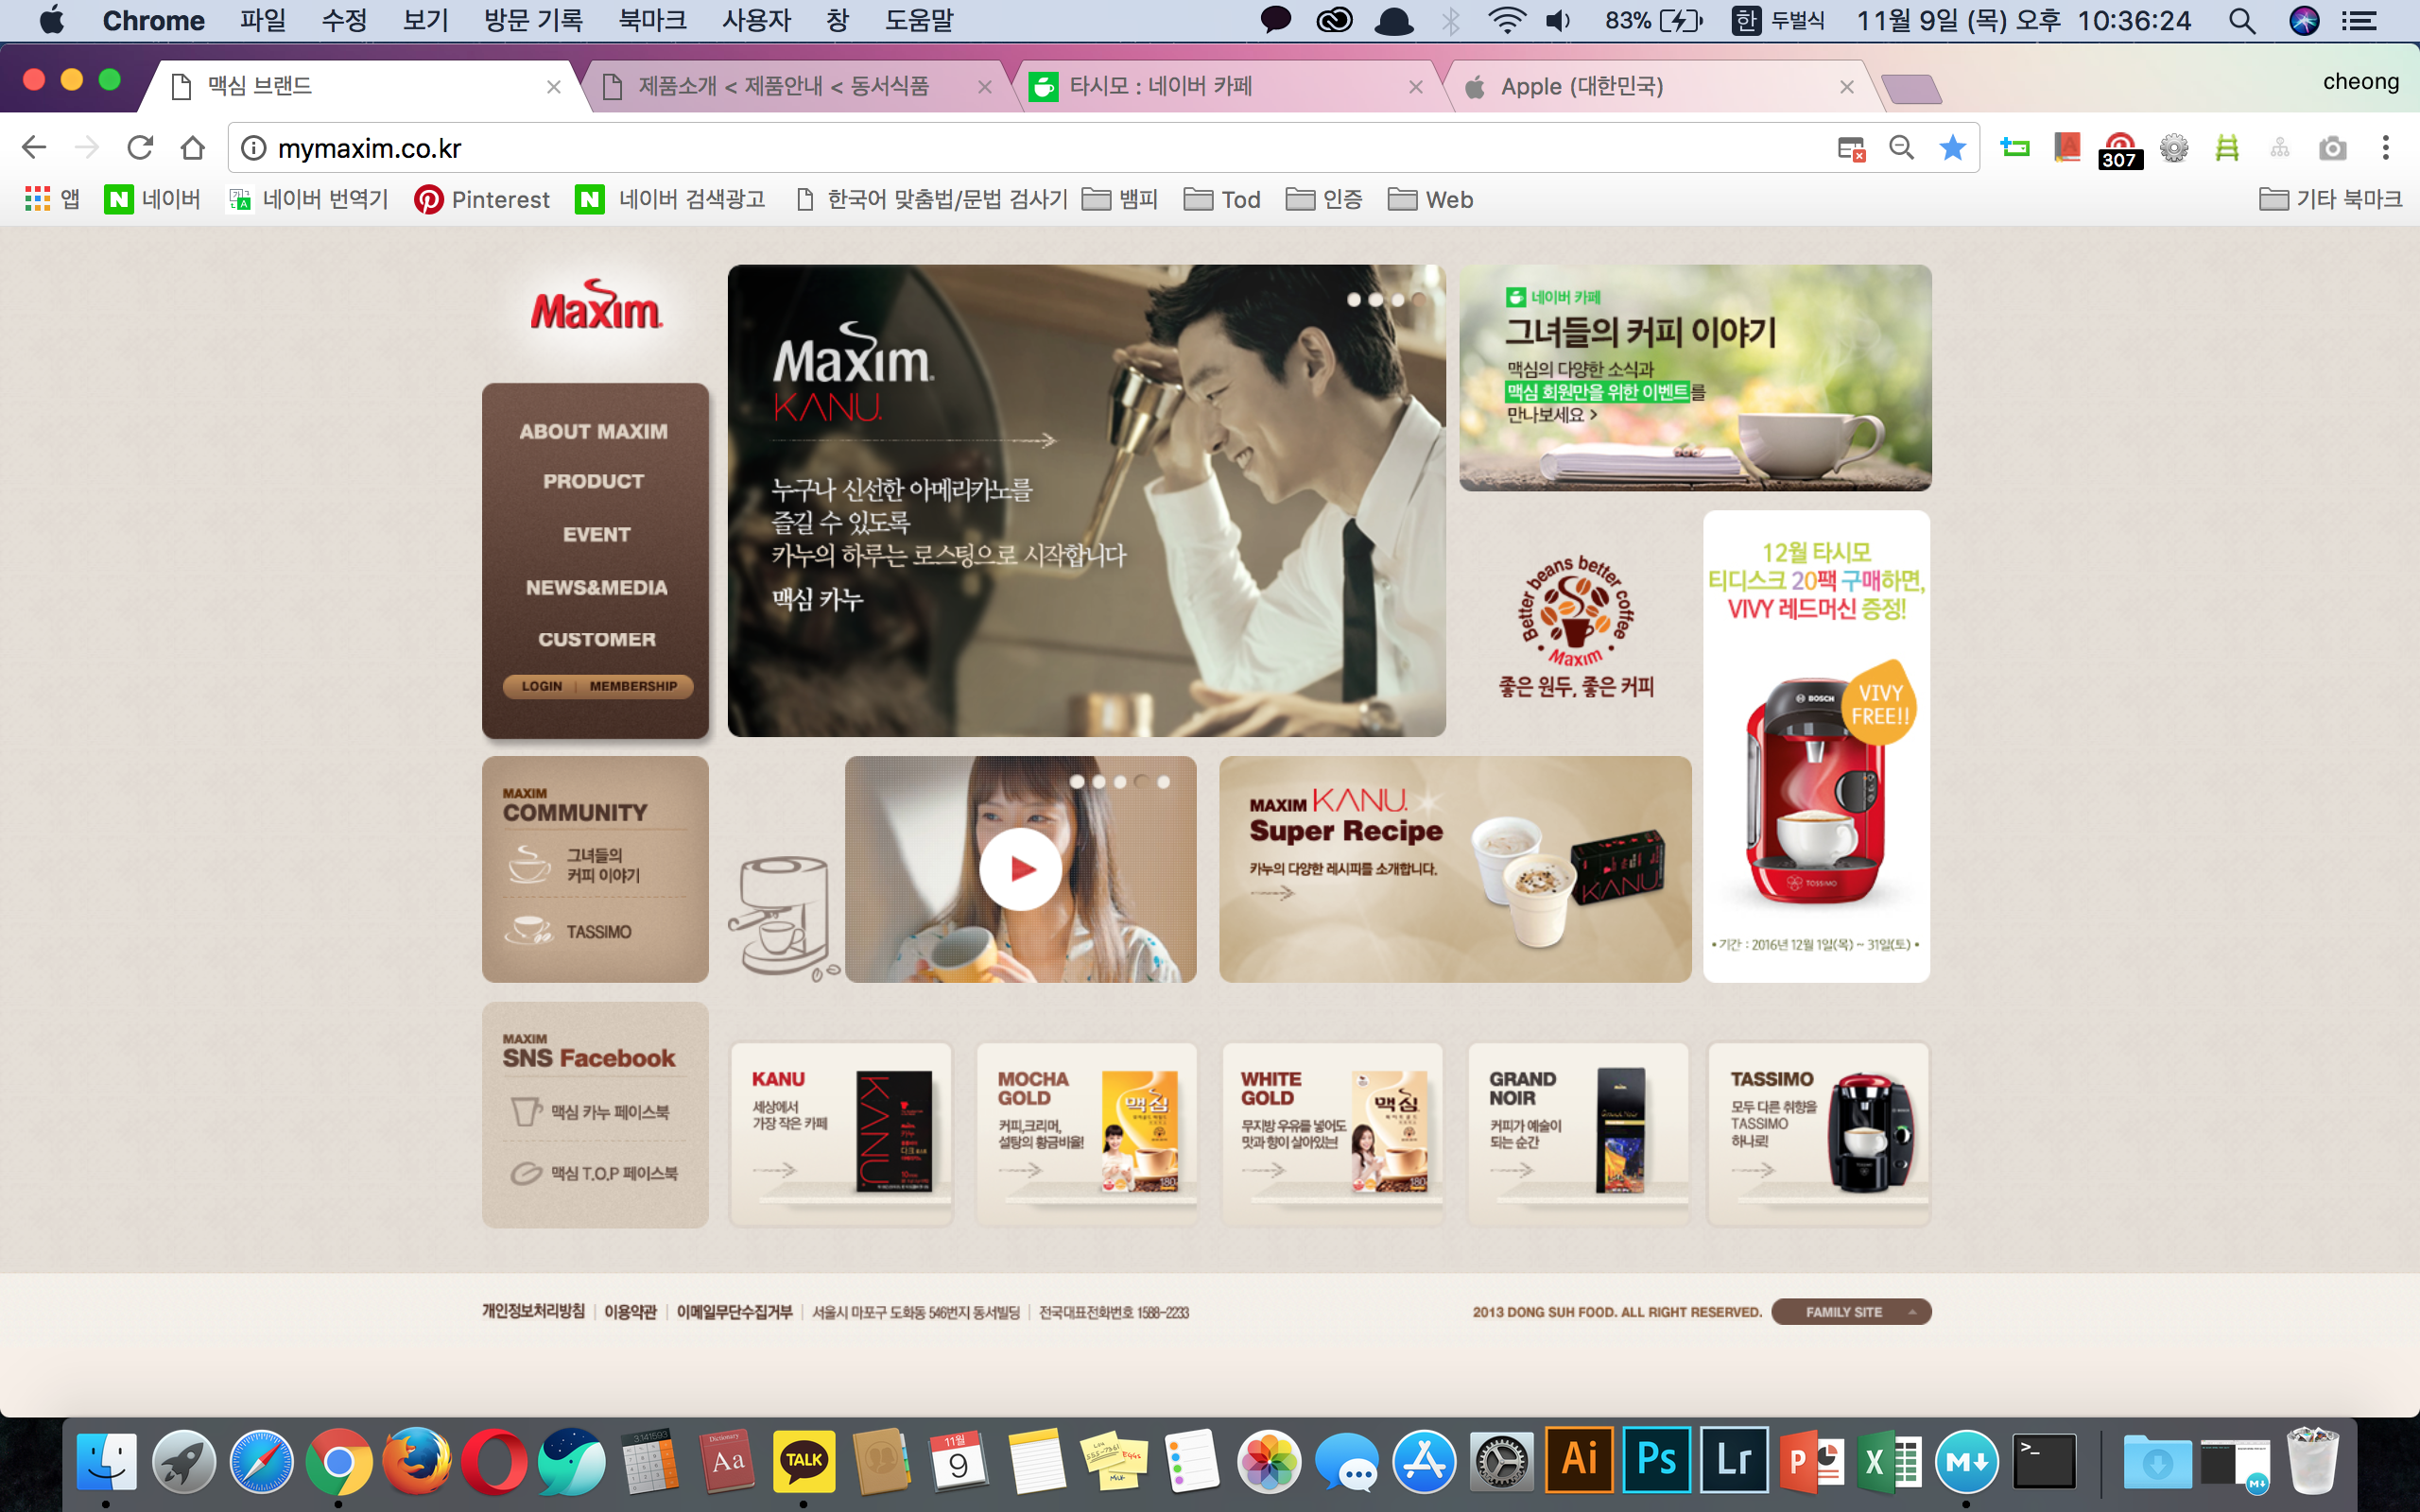 Chrome 파일 수정 보기 방문 기록 북마크 사용자 창 도움말 83% 한 두벌식 11월 9일 (목) 오후 10:36:24
맥심 브랜드
제품소개 < 제품안내 < 동서식품
타시모 : 네이버 카페
Apple (대한민국)
cheong
mymaxim.co.kr
307
앱 네이버 네이버 번역기 Pinterest 네이버 검색광고 한국어 맞춤법/문법 검사기 뱀피 Tod 인증 Web 기타 북마크
Maxim
ABOUT MAXIM
PRODUCT
EVENT
NEWS&MEDIA
CUSTOMER
LOGIN | MEMBERSHIP
Maxim
KANU
누구나 신선한 아메리카노를
즐길 수 있도록
카누의 하루는 로스팅으로 시작합니다
맥심 카누
네이버 카페
그녀들의 커피 이야기
맥심의 다양한 소식과
맥심 회원만을 위한 이벤트를
만나보세요 >
Better beans better coffee
Maxim
좋은 원두, 좋은 커피
12월 타시모
티디스크 20팩 구매하면,
VIVY 레드머신 증정!
VIVY
FREE!!
BOSCH
TOSSIMO
• 기간 : 2016년 12월 1일(목) ~ 31일(토) •
MAXIM
COMMUNITY
그녀들의
커피 이야기
TASSIMO
MAXIM KANU
Super Recipe
카누의 다양한 레시피를 소개합니다.
KANU
MAXIM
SNS Facebook
맥심 카누 페이스북
맥심 T.O.P 페이스북
KANU
세상에서
가장 작은 카페
KANU
MOCHA
GOLD
커피,크리머,
설탕의 황금비율!
맥심
180
WHITE
GOLD
무지방 우유를 넣어도
맛과 향이 살아있는!
맥심
180
GRAND
NOIR
커피가 예술이
되는 순간
TASSIMO
모두 다른 취향을
TASSIMO
하나로!
개인정보처리방침 | 이용약관 | 이메일무단수집거부 | 서울시 마포구 도화동 546번지 동서빌딩 | 전국대표전화번호 1588-2233
2013 DONG SUH FOOD. ALL RIGHT RESERVED.
FAMILY SITE
3.141593
Dictionary
Aa
TALK
11월
9
Eggs
Milk
Ai
Ps
Lr
P
X
M
>_